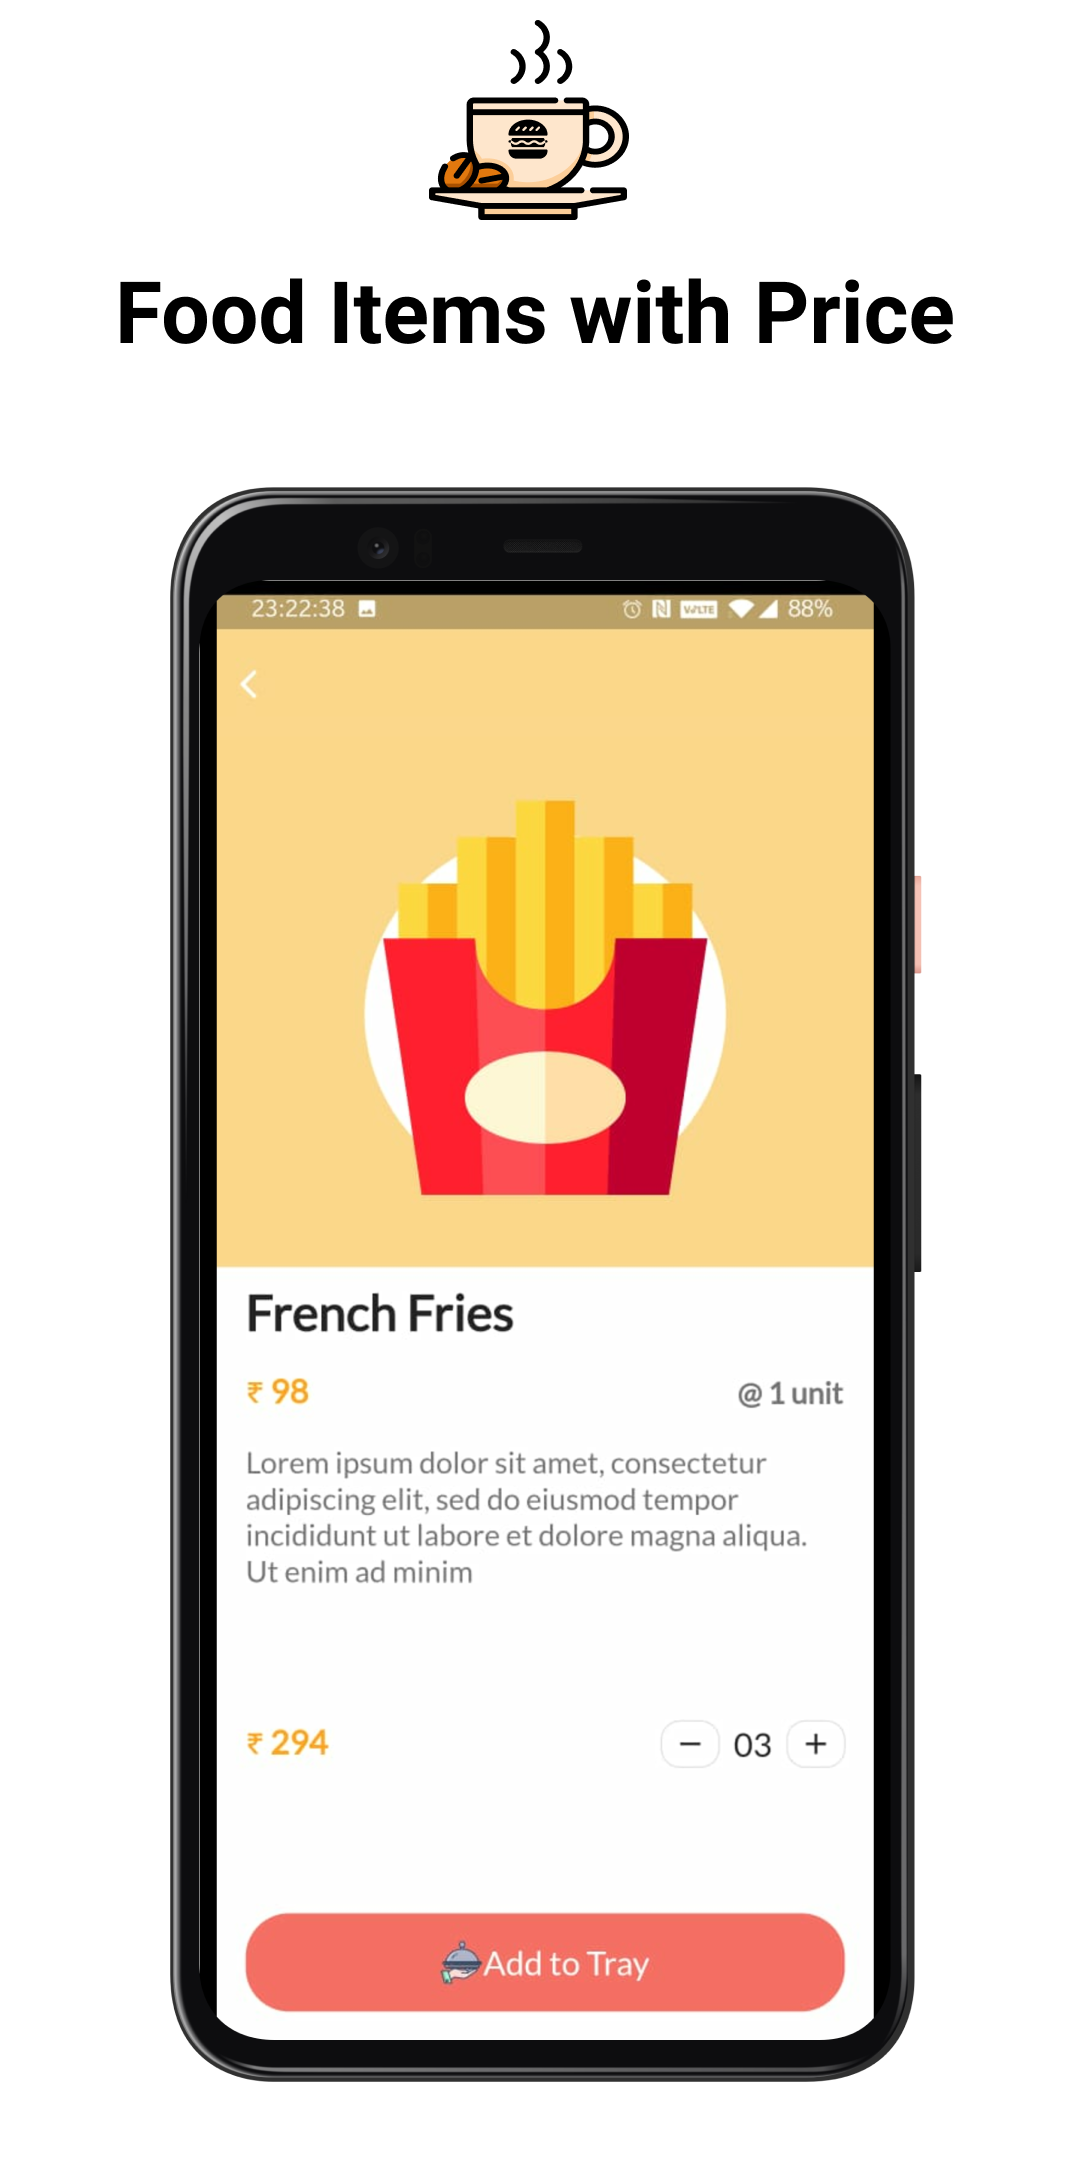 Food Items with Price
23:22:38 VoLTE 88%
French Fries
₹ 98 @ 1 unit
Lorem ipsum dolor sit amet, consectetur
adipiscing elit, sed do eiusmod tempor
incididunt ut labore et dolore magna aliqua.
Ut enim ad minim
₹ 294 − 03 +
Add to Tray